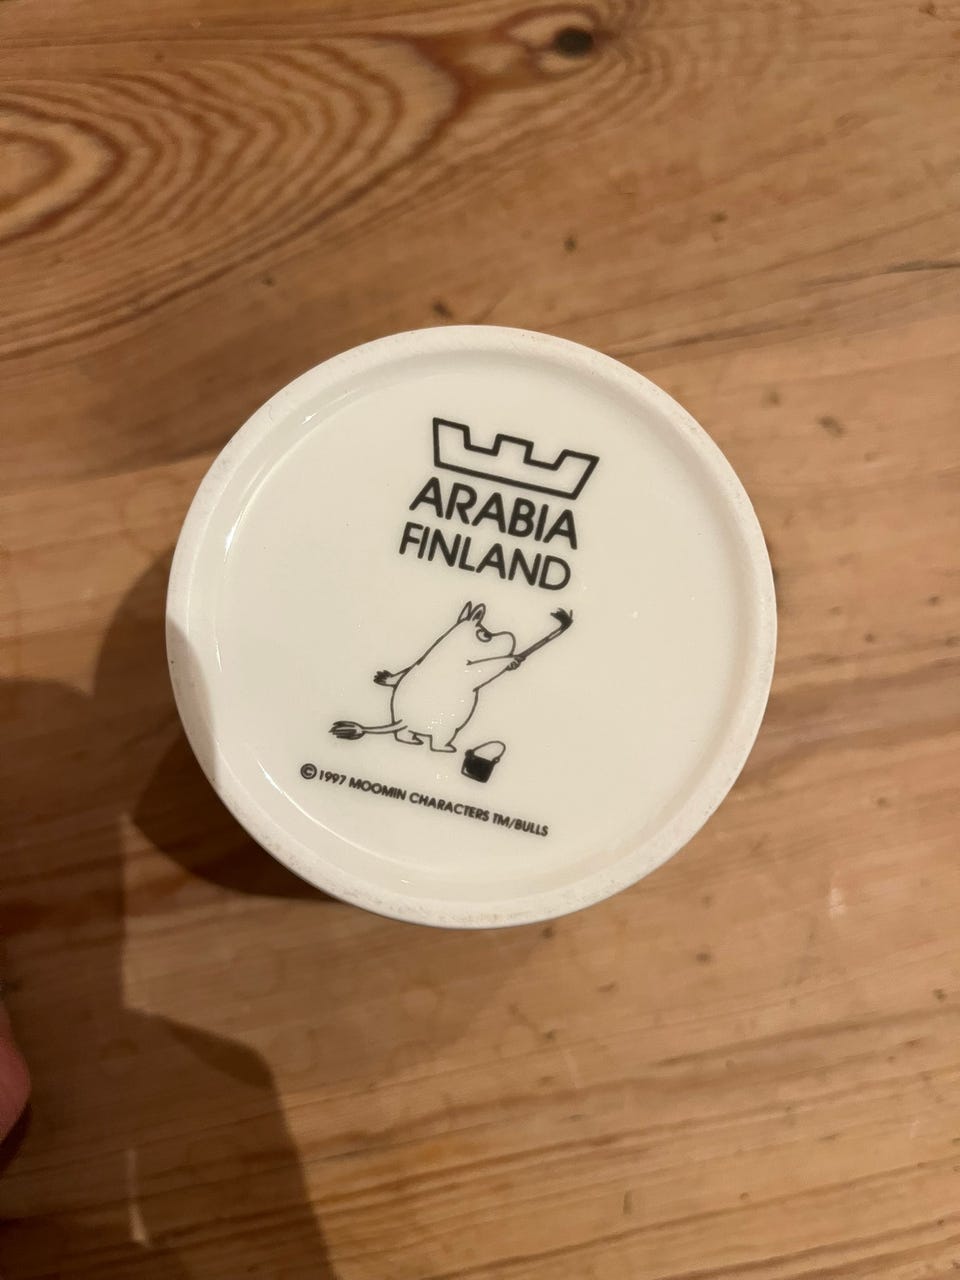 ARABIA
FINLAND
©1997 MOOMIN CHARACTERS TM/BULLS